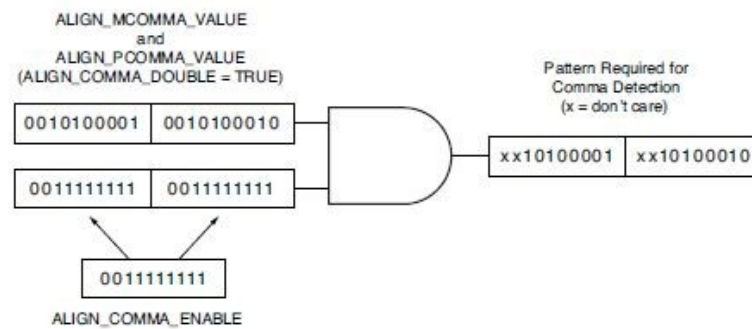 ALIGN_MCOMMA_VALUE
and
ALIGN_PCOMMA_VALUE
(ALIGN_COMMA_DOUBLE = TRUE)
0010100001 0010100010
0011111111 0011111111
0011111111
ALIGN_COMMA_ENABLE
Pattern Required for
Comma Detection
(x = don't care)
xx10100001 xx10100010